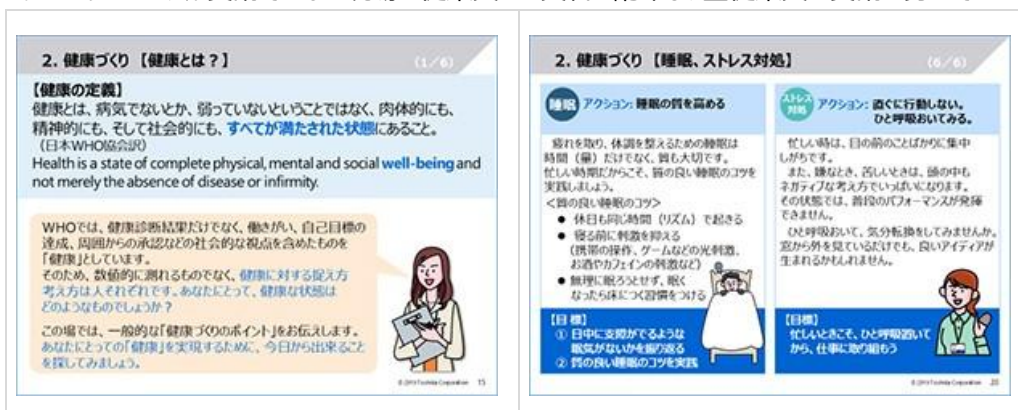 2. 健康づくり 【健康とは？】
(1/6)
【健康の定義】
健康とは、病気でないとか、弱っていないということではなく、肉体的にも、
精神的にも、そして社会的にも、すべてが満たされた状態にあること。
(日本WHO協会訳)
Health is a state of complete physical, mental and social well-being and
not merely the absence of disease or infirmity.
WHOでは、健康診断結果だけでなく、働きがい、自己目標の
達成、周囲からの承認などの社会的な視点を含めたものを
「健康」としています。
そのため、数値的に測れるものでなく、健康に対する捉え方
考え方は人それぞれです。あなたにとって、健康な状態は
どのようなものでしょうか？
この場では、一般的な「健康づくりのポイント」をお伝えします。
あなたにとっての「健康」を実現するために、今日から出来ること
を探してみましょう。
15
2. 健康づくり 【睡眠、ストレス対処】
(6/6)
睡眠
アクション: 睡眠の質を高める
疲れを取り、体調を整えるための睡眠は
時間（量）だけでなく、質も大切です。
忙しい時期だからこそ、質の良い睡眠のコツを
実践しましょう。
＜質の良い睡眠のコツ＞
● 休日も同じ時間（リズム）で起きる
● 寝る前に刺激を抑える
（携帯の操作、ゲームなどの光刺激、
お酒やカフェインの刺激など）
● 無理に眠ろうとせず、眠く
なったら床につく習慣をつける
【目標】
① 日中に支障がでるような
眠気がないかを振り返る
② 質の良い睡眠のコツを実践
ストレス
対処
アクション: 直ぐに行動しない。
ひと呼吸おいてみる。
忙しい時は、目の前のことばかりに集中
しがちです。
また、嫌なとき、苦しいときは、頭の中も
ネガティブな考え方でいっぱいになります。
その状態では、普段のパフォーマンスが発揮
できません。
ひと呼吸おいて、気分転換をしてみませんか。
窓から外を見ているだけでも、良いアイディアが
生まれるかもしれません。
【目標】
忙しいときこそ、ひと呼吸置いて
から、仕事に取り組もう
20